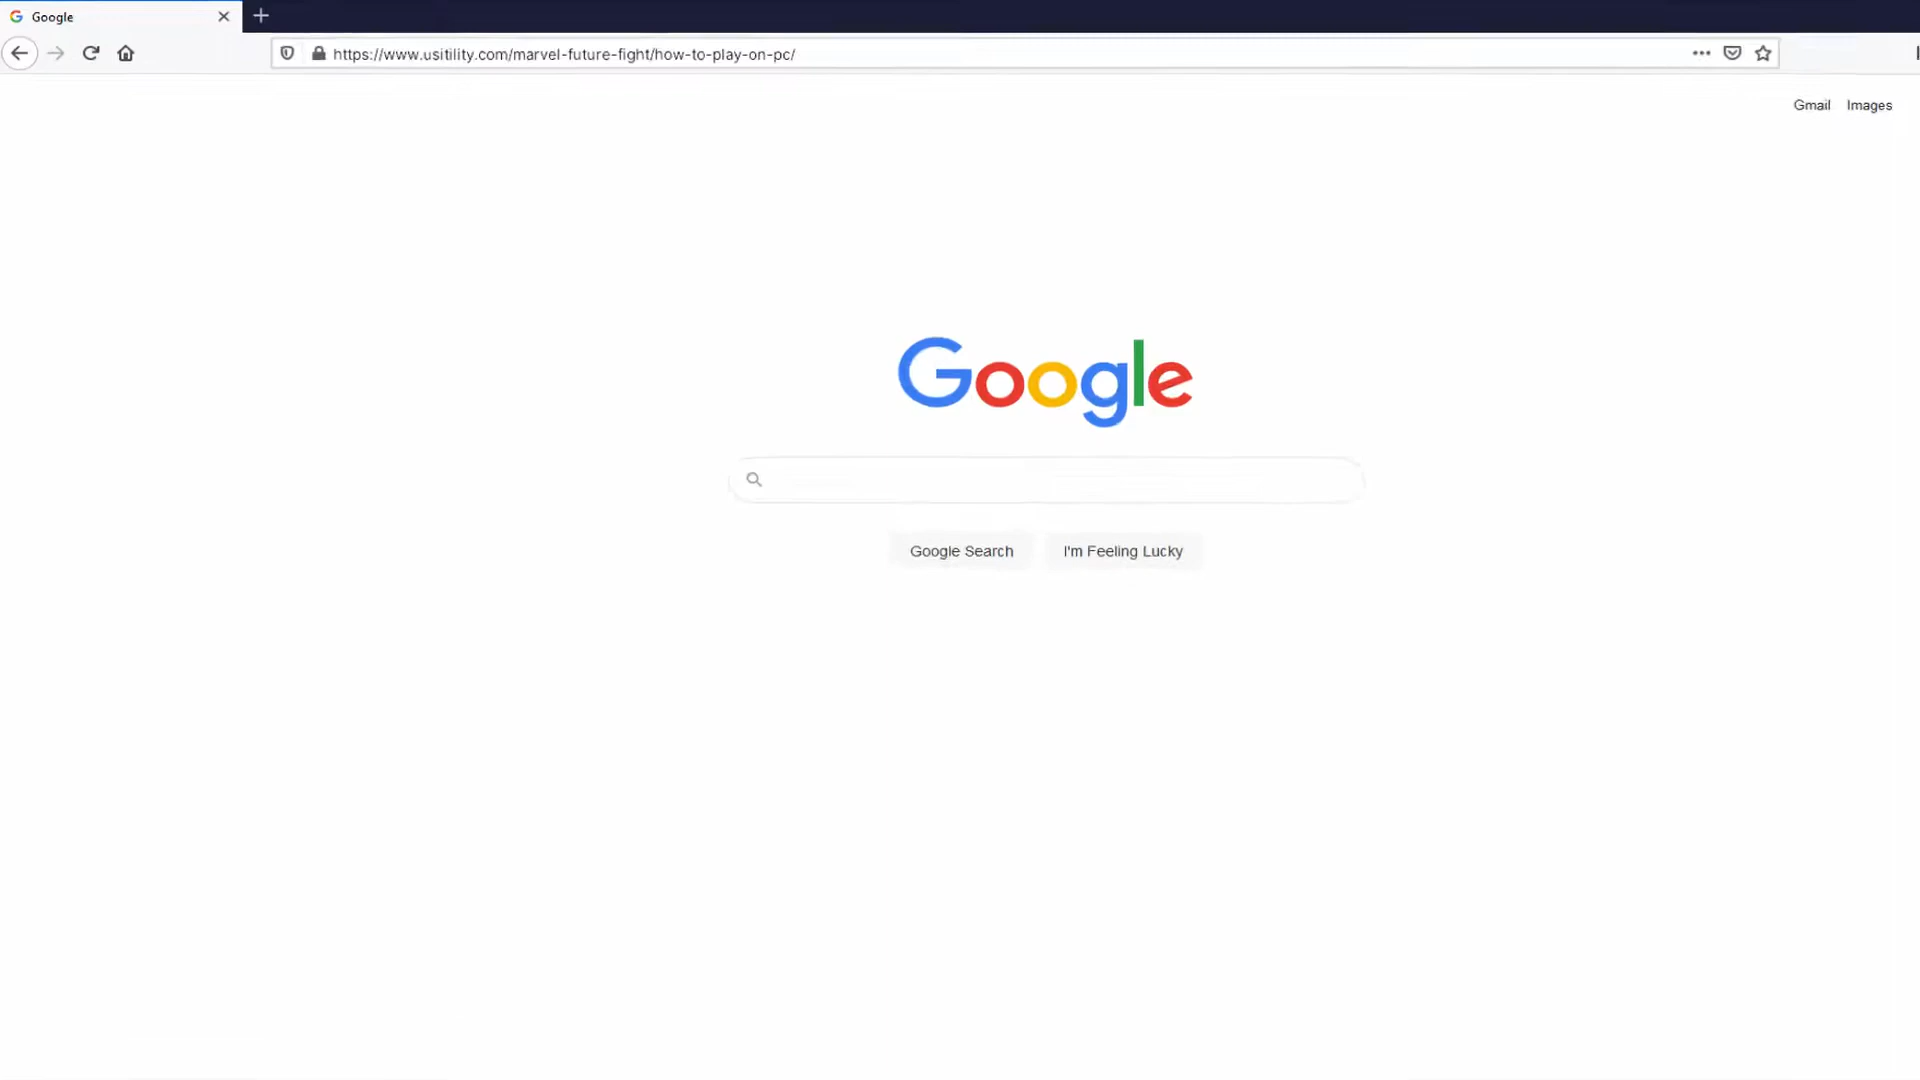 Google
https://www.usitility.com/marvel-future-fight/how-to-play-on-pc/
Gmail Images
Google
Google Search I'm Feeling Lucky